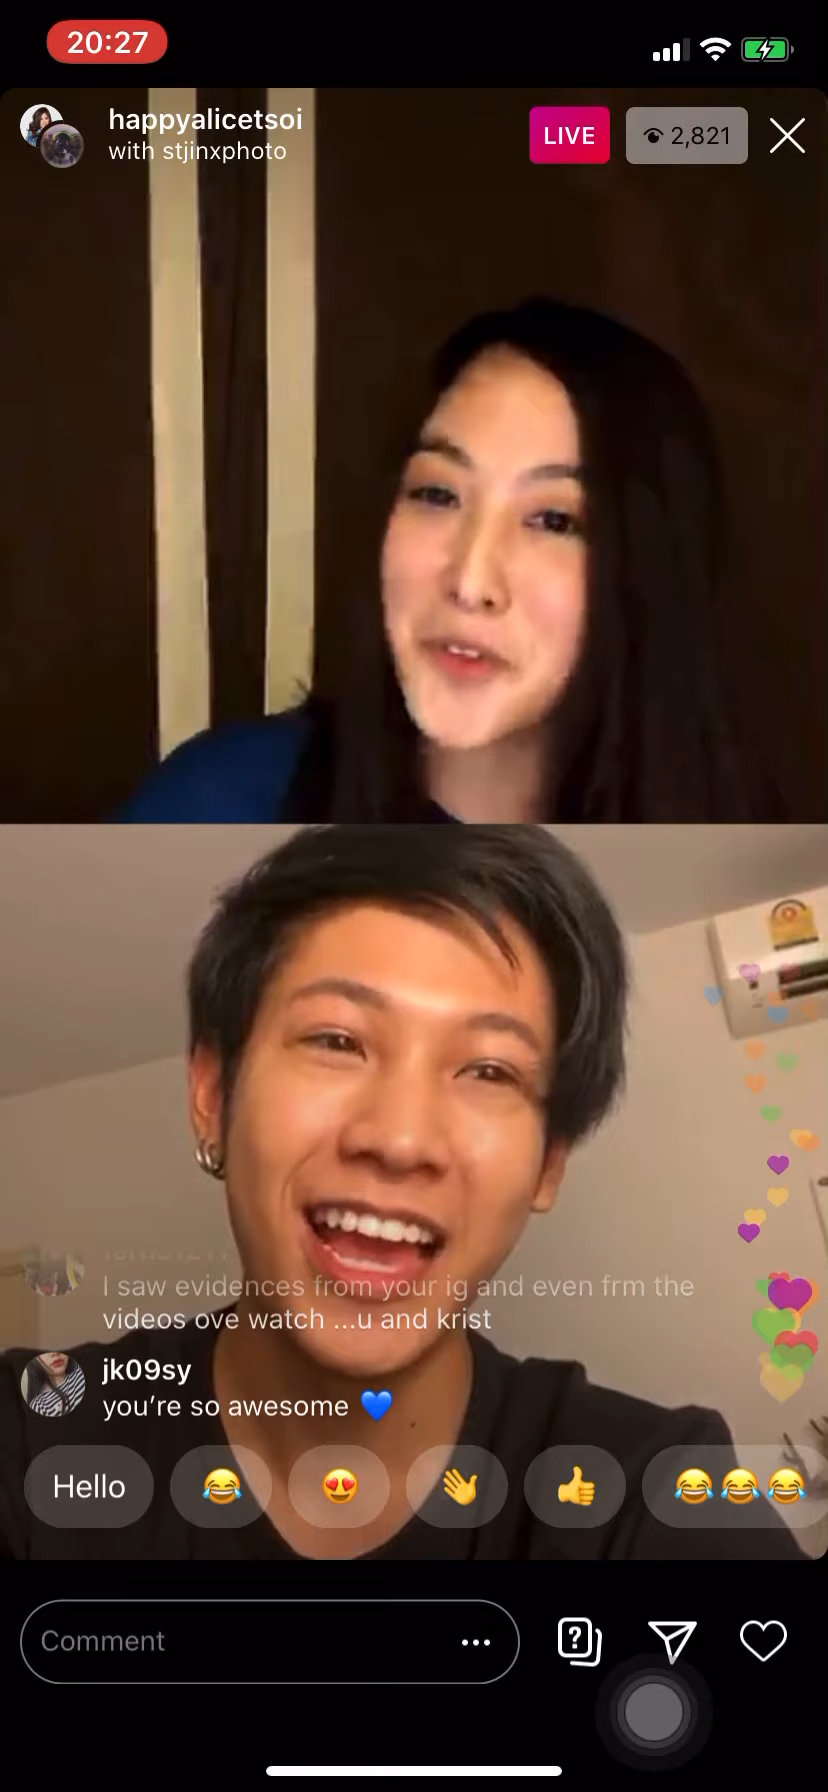 20:27
happyalicetsoi
with stjinxphoto
LIVE
2,821
I saw evidences from your ig and even frm the
videos ove watch ...u and krist
jk09sy
you're so awesome 💙
Hello 😂 😍 👋 👍 😂😂😂
Comment